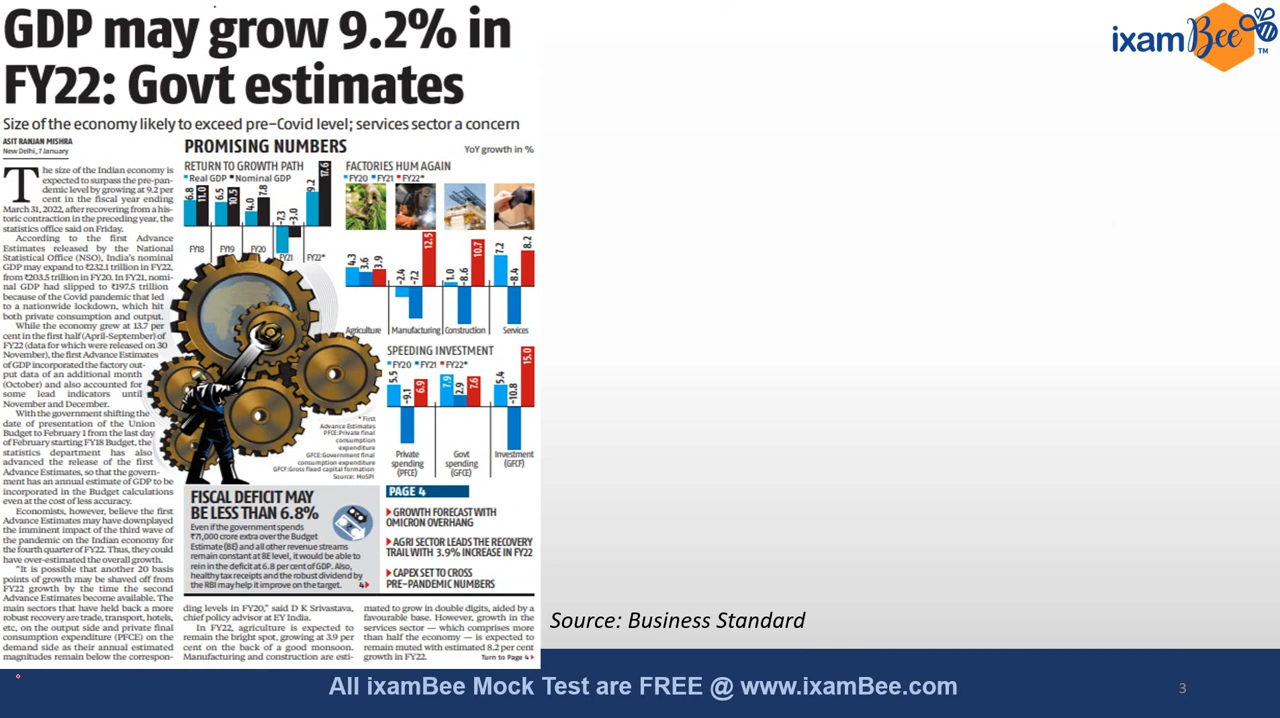 GDP may grow 9.2% in
FY22: Govt estimates
Size of the economy likely to exceed pre-Covid level; services sector a concern
ASIT RANJAN MISHRA
New Delhi, 7 January
The size of the Indian economy is
expected to surpass the pre-pan-
demic level by growing at 9.2 per
cent in the fiscal year ending
March 31, 2022, after recovering from a his-
toric contraction in the preceding year, the
statistics office said on Friday.
According to the first Advance
Estimates released by the National
Statistical Office (NSO), India's nominal
GDP may expand to ₹232.1 trillion in FY22,
from ₹203.5 trillion in FY20. In FY21, nomi-
nal GDP had slipped to ₹197.5 trillion
because of the Covid pandemic that led
to a nationwide lockdown, which hit
both private consumption and output.
While the economy grew at 13.7 per
cent in the first half (April-September) of
FY22 (data for which were released on 30
November), the first Advance Estimates
of GDP incorporated the factory out-
put data of an additional month
(October) and also accounted for
some lead indicators until
November and December.
With the government shifting the
date of presentation of the Union
Budget to February 1 from the last day
of February starting FY18 Budget, the
statistics department has also
advanced the release of the first
Advance Estimates, so that the govern-
ment has an annual estimate of GDP to be
incorporated in the Budget calculations
even at the cost of less accuracy.
Economists, however, believe the first
Advance Estimates may have downplayed
the imminent impact of the third wave of
the pandemic on the Indian economy for
the fourth quarter of FY22. Thus, they could
have over-estimated the overall growth.
"It is possible that another 20 basis
points of growth may be shaved off from
FY22 growth by the time the second
Advance Estimates become available. The
main sectors that have held back a more
robust recovery are trade, transport, hotels,
etc, on the output side and private final
consumption expenditure (PFCE) on the
demand side as their annual estimated
magnitudes remain below the correspon-
PROMISING NUMBERS
YoY growth in %
RETURN TO GROWTH PATH
Real GDP Nominal GDP
6.8 11.0 6.5 10.5 4.0 7.8 -7.3 -3.0 9.2 17.6
FY18 FY19 FY20 FY21 FY22*
FACTORIES HUM AGAIN
FY20 FY21 FY22*
4.3 3.6 3.9 -2.4 -7.2 12.5 1.0 -8.6 10.7 7.2 -8.4 8.2
Agriculture Manufacturing Construction Services
SPEEDING INVESTMENT
FY20 FY21 FY22*
5.5 -9.1 6.9 7.9 2.9 7.6 5.4 -10.8 15.0
Private spending (PFCE) Govt spending (GFCE) Investment (GFCF)
* First
Advance Estimates
PFCE:Private final
consumption
expenditure
GFCE:Government final
consumption expenditure
GFCF:Gross fixed capital formation
Source: MoSPI
FISCAL DEFICIT MAY
BE LESS THAN 6.8%
Even if the government spends
₹71,000 crore extra over the Budget
Estimate (BE) and all other revenue streams
remain constant at BE level, it would be able to
rein in the deficit at 6.8 per cent of GDP. Also,
healthy tax receipts and the robust dividend by
the RBI may help it improve on the target. 4
PAGE 4
GROWTH FORECAST WITH
OMICRON OVERHANG
AGRI SECTOR LEADS THE RECOVERY
TRAIL WITH 3.9% INCREASE IN FY22
CAPEX SET TO CROSS
PRE-PANDEMIC NUMBERS
ding levels in FY20," said D K Srivastava,
chief policy advisor at EY India.
In FY22, agriculture is expected to
remain the bright spot, growing at 3.9 per
cent on the back of a good monsoon.
Manufacturing and construction are esti-
mated to grow in double digits, aided by a
favourable base. However, growth in the
services sector — which comprises more
than half the economy — is expected to
remain muted with estimated 8.2 per cent
growth in FY22.
Turn to Page 4
ixamBee TM
Source: Business Standard
All ixamBee Mock Test are FREE @ www.ixamBee.com
3